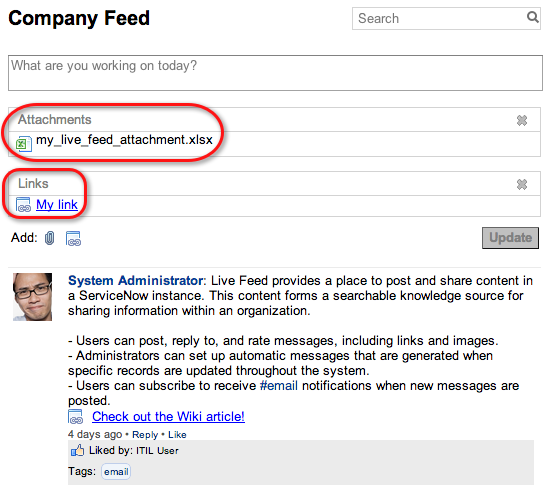 Company Feed
Search
What are you working on today?
Attachments
my_live_feed_attachment.xlsx
Links
My link
Add:
Update
System Administrator: Live Feed provides a place to post and share content in
a ServiceNow instance. This content forms a searchable knowledge source for
sharing information within an organization.
- Users can post, reply to, and rate messages, including links and images.
- Administrators can set up automatic messages that are generated when
specific records are updated throughout the system.
- Users can subscribe to receive #email notifications when new messages are
posted.
Check out the Wiki article!
4 days ago • Reply • Like
Liked by: ITIL User
Tags: email